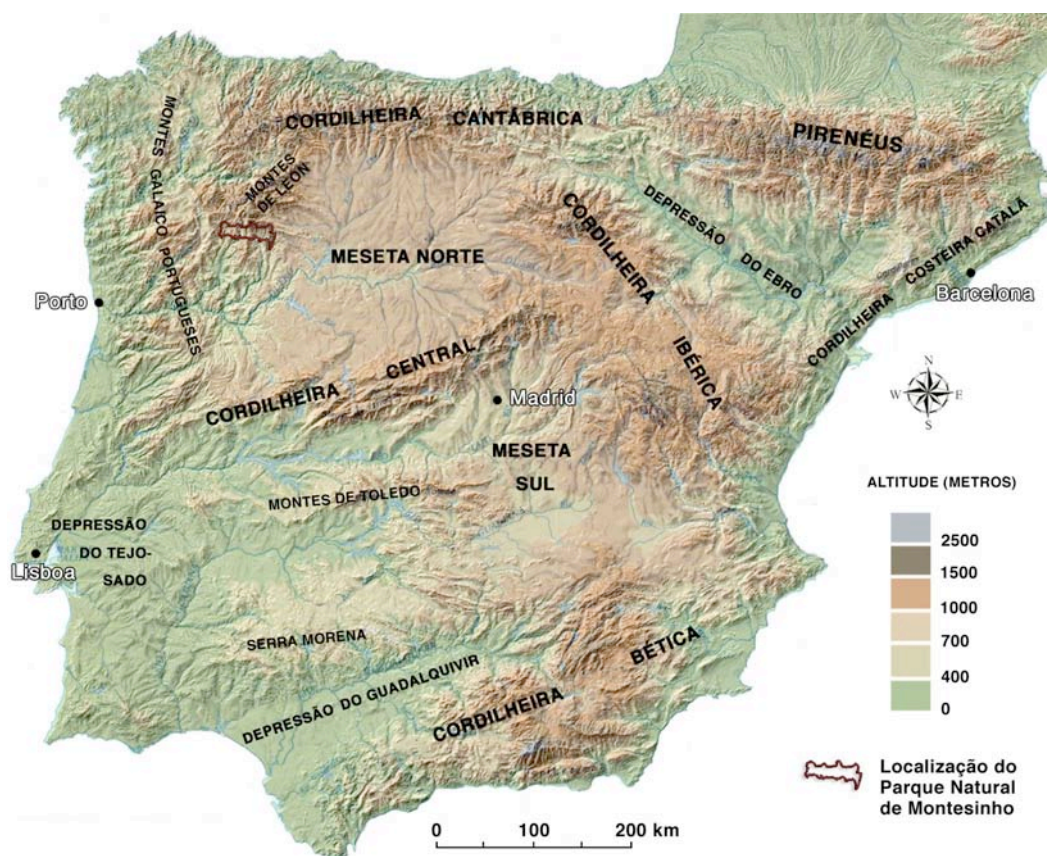 CORDILHEIRA CANTÂBRICA
PIRENÉUS
MONTES GALAICO PORTUGUESES
MONTES
DE LEON
DEPRESSÃO DO EBRO
CORDILHEIRA IBÉRICA
CORDILHEIRA COSTEIRA CATALÃ
MESETA NORTE
Barcelona
Porto
CORDILHEIRA CENTRAL
Madrid
N
W E
S
MESETA
SUL
MONTES DE TOLEDO
ALTITUDE (METROS)
2500
1500
1000
700
400
0
DEPRESSÃO
DO TEJO-
SADO
Lisboa
SERRA MORENA
DEPRESSÃO DO GUADALQUIVIR
CORDILHEIRA BÉTICA
Localização do
Parque Natural
de Montesinho
0 100 200 km